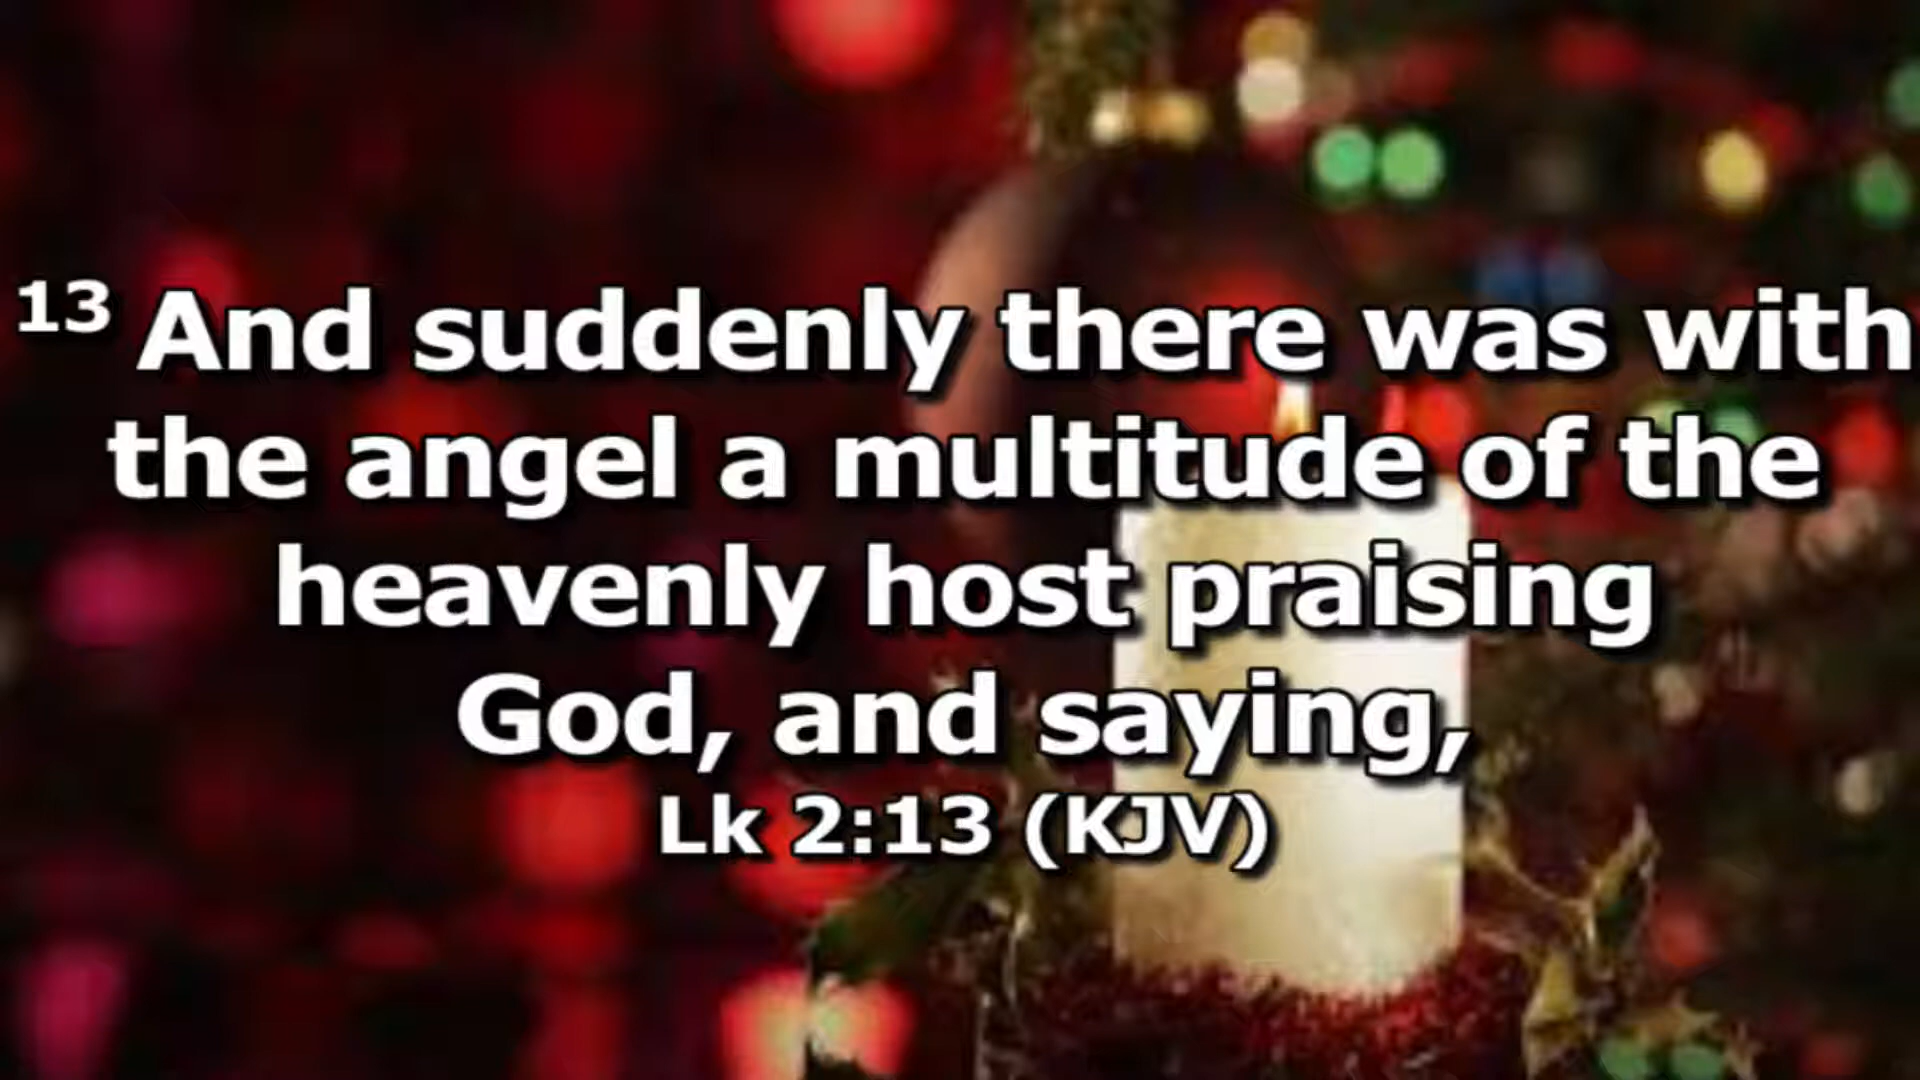 13 And suddenly there was with
the angel a multitude of the
heavenly host praising
God, and saying,
Lk 2:13 (KJV)